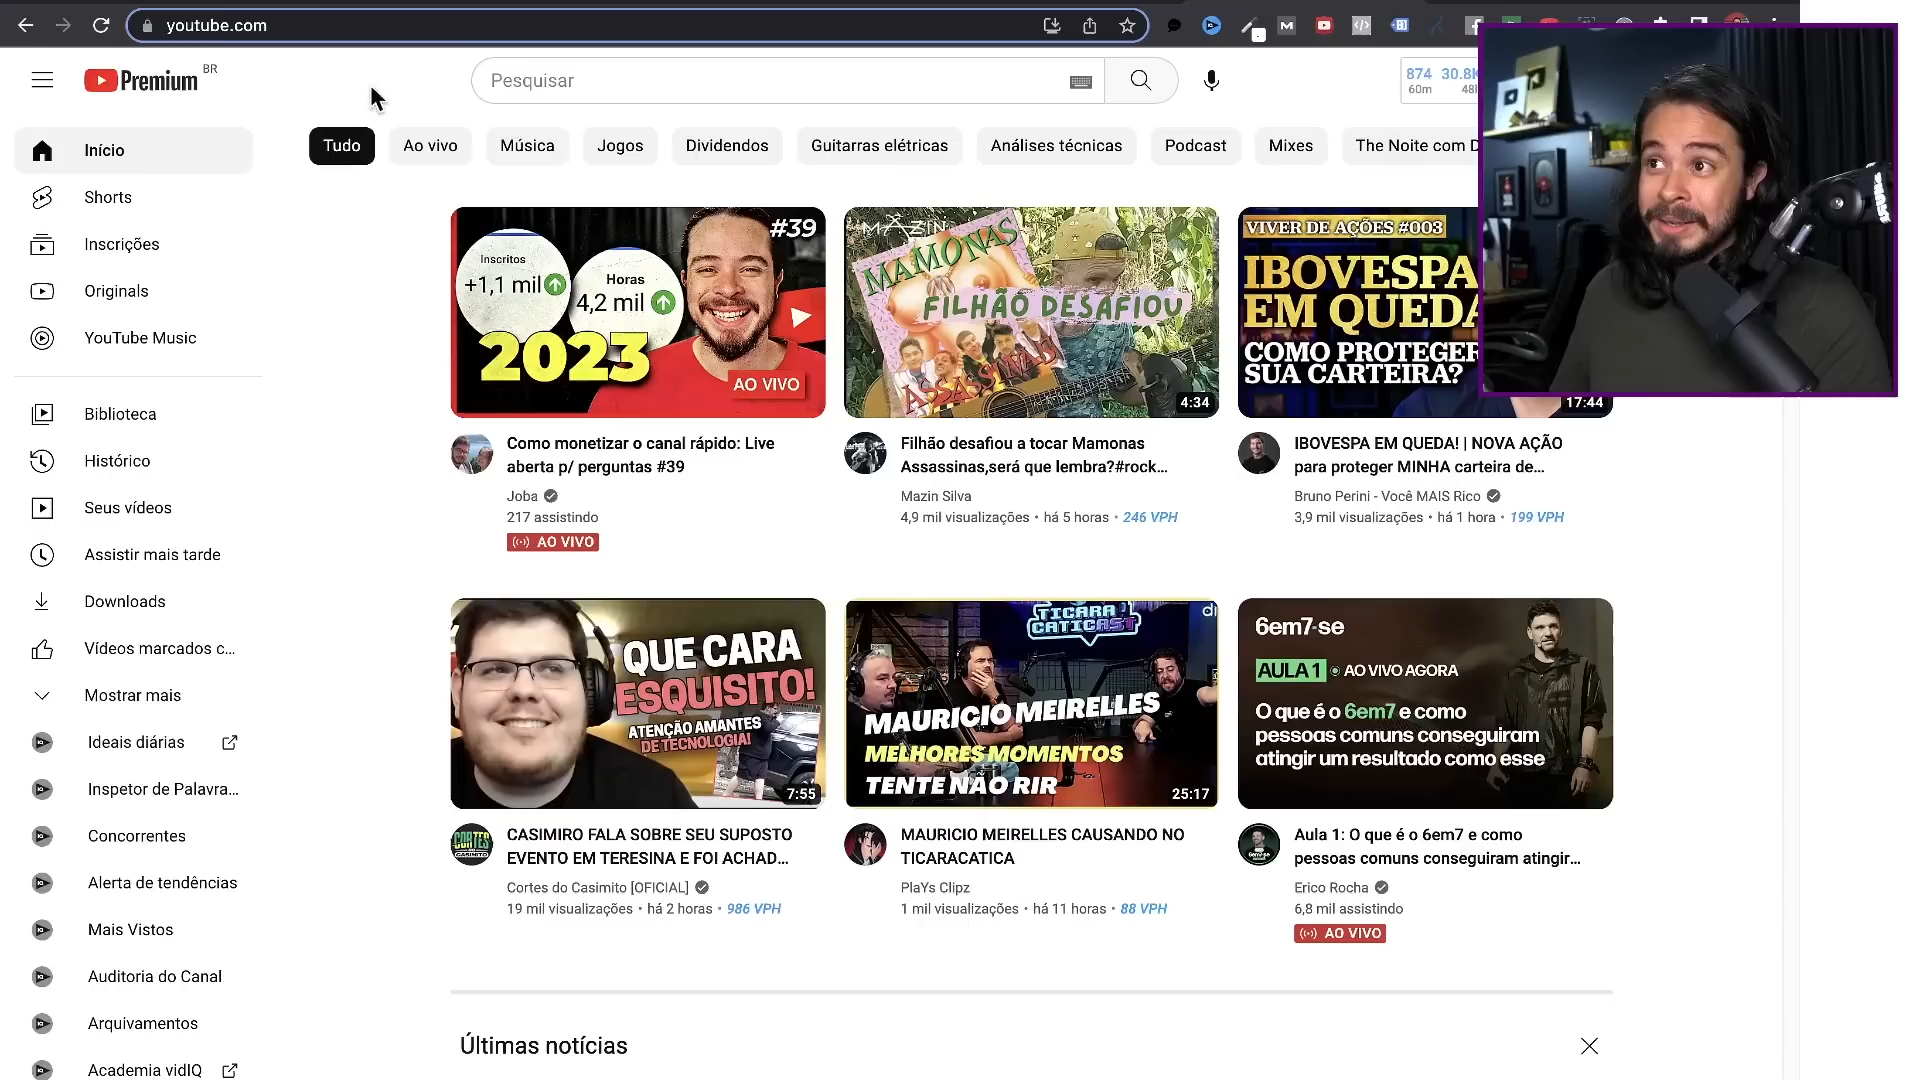 youtube.com
Premium BR
Pesquisar
874 30.8K
60m 48h
Tudo
Ao vivo
Música
Jogos
Dividendos
Guitarras elétricas
Análises técnicas
Podcast
Mixes
The Noite com D
Início
Shorts
Inscrições
Originals
YouTube Music
Biblioteca
Histórico
Seus vídeos
Assistir mais tarde
Downloads
Vídeos marcados c...
Mostrar mais
Ideais diárias
Inspetor de Palavra...
Concorrentes
Alerta de tendências
Mais Vistos
Auditoria do Canal
Arquivamentos
Academia vidIQ
#39
Inscritos
+1,1 mil
Horas
4,2 mil
2023
AO VIVO
Como monetizar o canal rápido: Live
aberta p/ perguntas #39
Joba
217 assistindo
AO VIVO
MAZIN
MAMONAS
FILHÃO DESAFIOU
ASSASSINAS
4:34
Filhão desafiou a tocar Mamonas
Assassinas,será que lembra?#rock...
Mazin Silva
4,9 mil visualizações • há 5 horas • 246 VPH
VIVER DE AÇÕES #003
IBOVESPA
EM QUEDA
COMO PROTEGER
SUA CARTEIRA?
17:44
IBOVESPA EM QUEDA! | NOVA AÇÃO
para proteger MINHA carteira de...
Bruno Perini - Você MAIS Rico
3,9 mil visualizações • há 1 hora • 199 VPH
QUE CARA
ESQUISITO!
ATENÇÃO AMANTES
DE TECNOLOGIA!
7:55
CASIMIRO FALA SOBRE SEU SUPOSTO
EVENTO EM TERESINA E FOI ACHAD...
Cortes do Casimito [OFICIAL]
19 mil visualizações • há 2 horas • 986 VPH
TICARA
CATICAST
MAURICIO MEIRELLES
MELHORES MOMENTOS
TENTE NÃO RIR
25:17
MAURICIO MEIRELLES CAUSANDO NO
TICARACATICA
PlaYs Clipz
1 mil visualizações • há 11 horas • 88 VPH
6em7-se
AULA 1 AO VIVO AGORA
O que é o 6em7 e como
pessoas comuns conseguiram
atingir um resultado como esse
Aula 1: O que é o 6em7 e como
pessoas comuns conseguiram atingir...
Erico Rocha
6,8 mil assistindo
AO VIVO
Últimas notícias